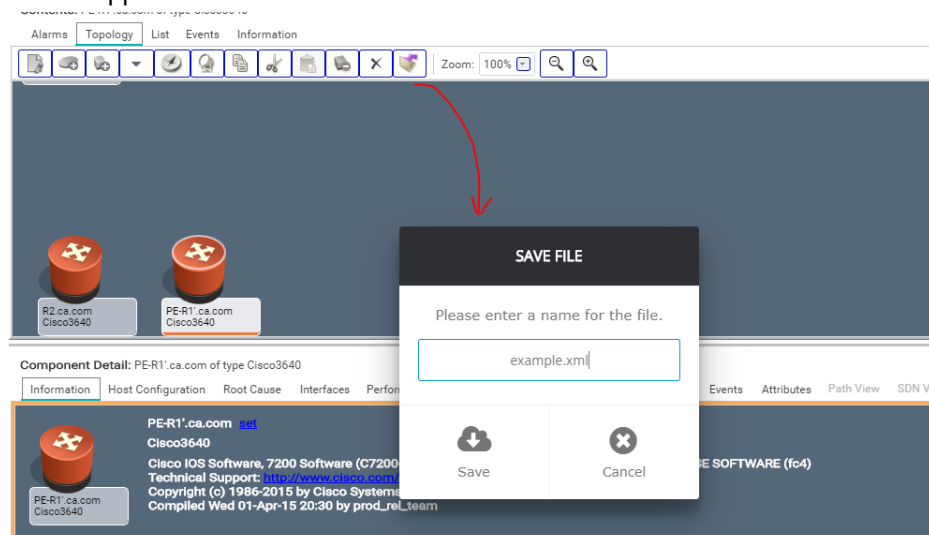 Alarms Topology List Events Information
Zoom: 100%
R2.ca.com
Cisco3640
PE-R1'.ca.com
Cisco3640
SAVE FILE
Please enter a name for the file.
example.xml
Save
Cancel
Component Detail: PE-R1'.ca.com of type Cisco3640
Information Host Configuration Root Cause Interfaces Perfor Events Attributes Path View SDN V
PE-R1'.ca.com set
Cisco3640
Cisco IOS Software, 7200 Software (C7200- SE SOFTWARE (fc4)
Technical Support: http://www.cisco.com/
Copyright (c) 1986-2015 by Cisco Systems
Compiled Wed 01-Apr-15 20:30 by prod_rel_team
PE-R1'.ca.com
Cisco3640